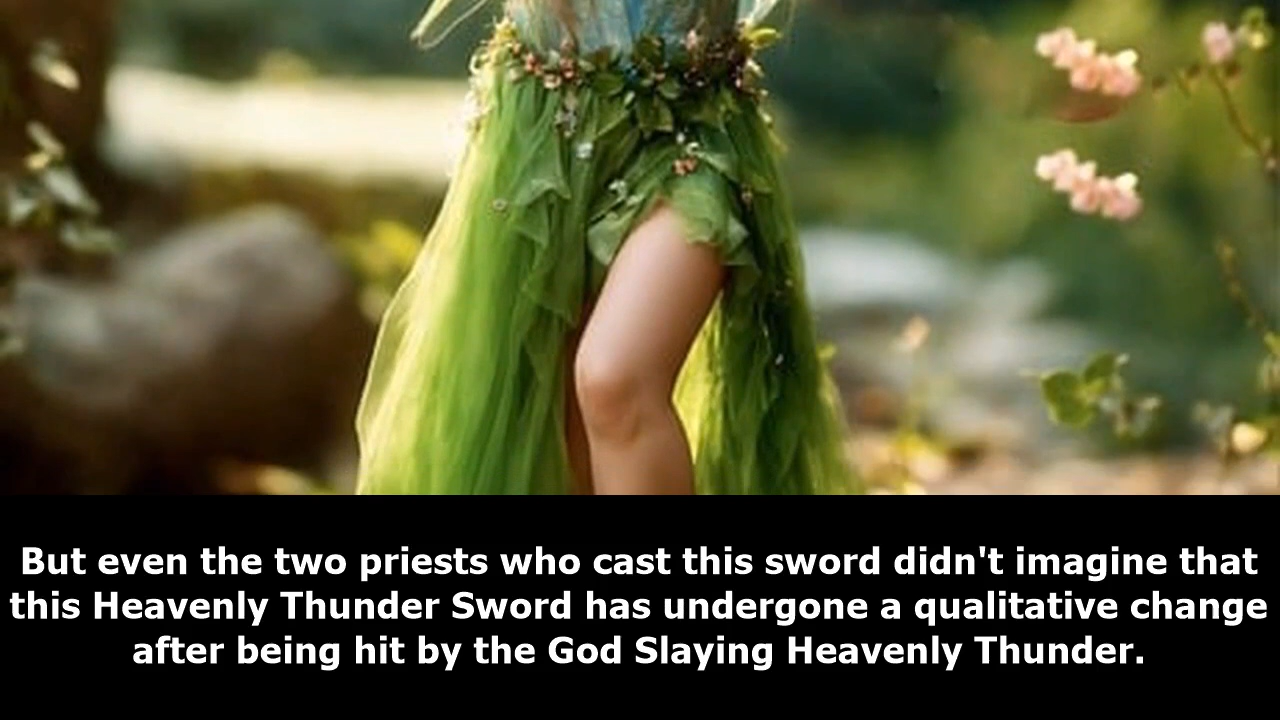 But even the two priests who cast this sword didn't imagine that
this Heavenly Thunder Sword has undergone a qualitative change
after being hit by the God Slaying Heavenly Thunder.